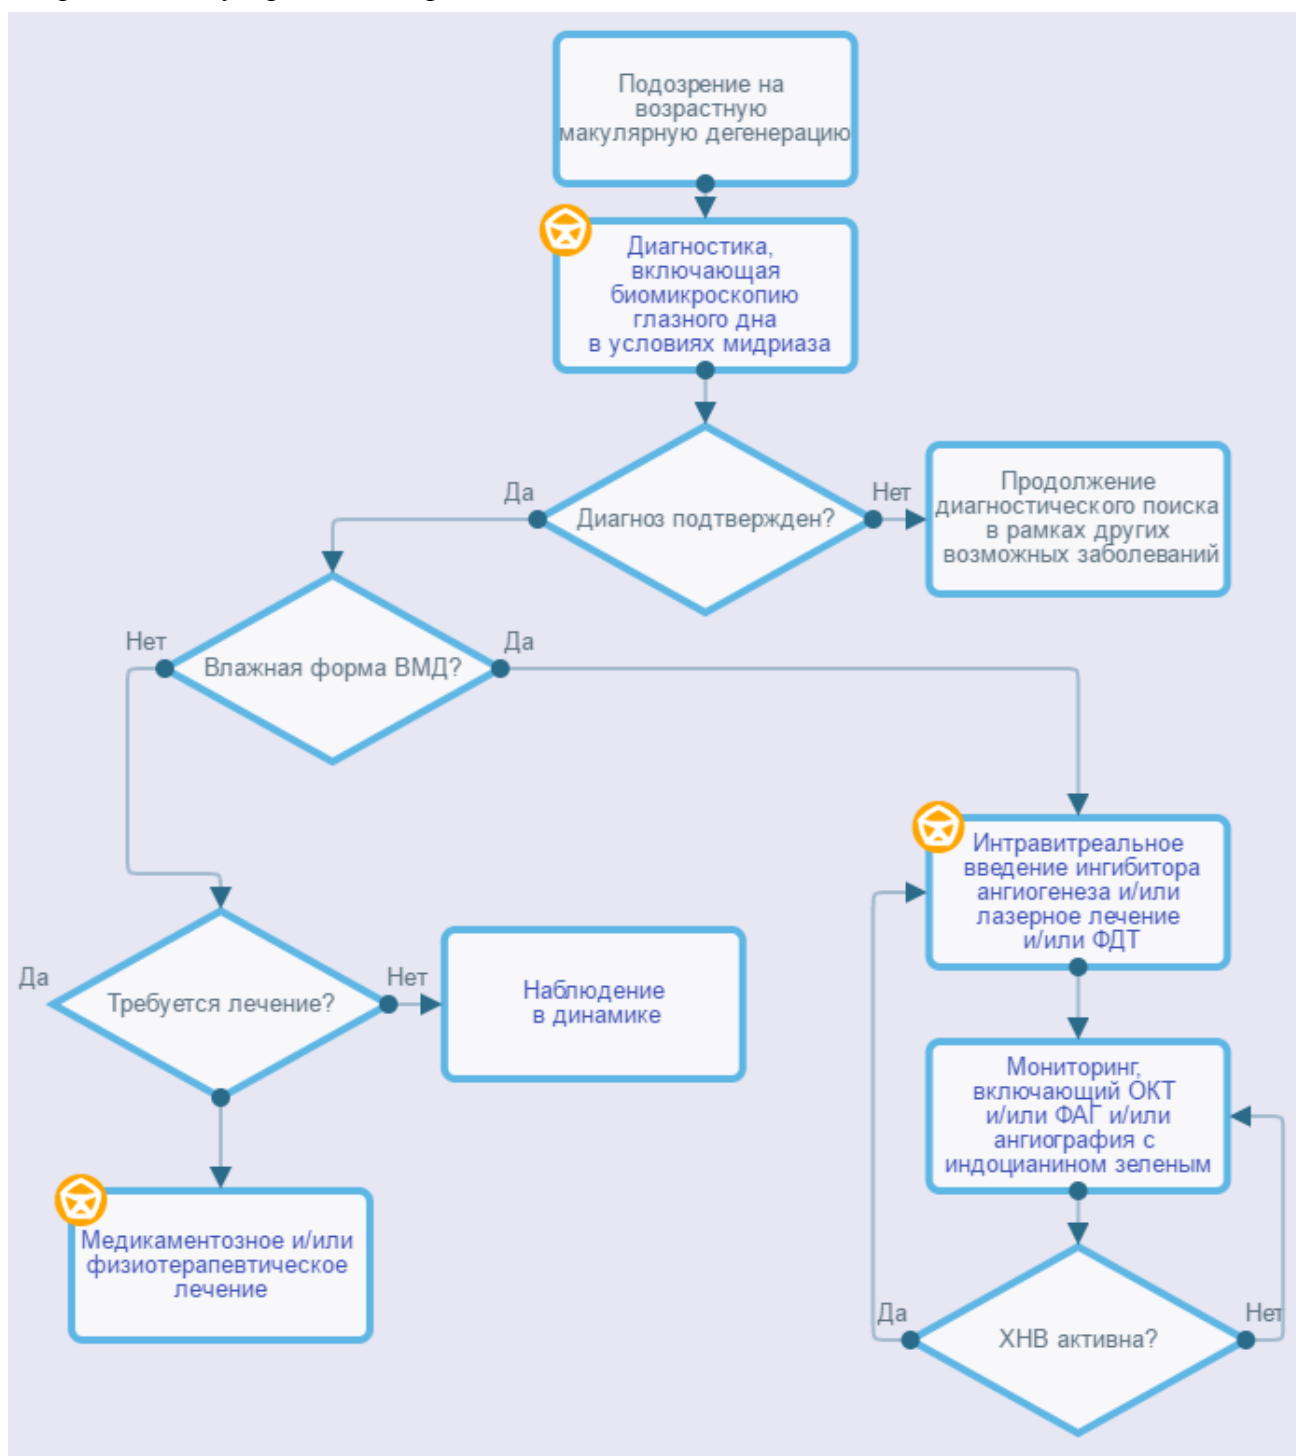 Подозрение на
возрастную
макулярную дегенерацию
Диагностика,
включающая
биомикроскопию
глазного дна
в условиях мидриаза
Да
Диагноз подтвержден?
Нет
Продолжение
диагностического поиска
в рамках других
возможных заболеваний
Нет
Влажная форма ВМД?
Да
Интравитреальное
введение ингибитора
ангиогенеза и/или
лазерное лечение
и/или ФДТ
Да
Требуется лечение?
Нет
Наблюдение
в динамике
Мониторинг,
включающий ОКТ
и/или ФАГ и/или
ангиография с
индоцианином зеленым
Медикаментозное и/или
физиотерапевтическое
лечение
Да
ХНВ активна?
Нет